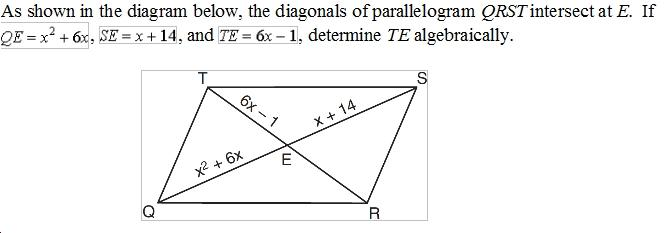 As shown in the diagram below, the diagonals of parallelogram QRST intersect at E. If
QE = x² + 6x, SE = x + 14, and TE = 6x – 1, determine TE algebraically.
T
S
6x – 1
x + 14
x² + 6x
E
Q
R